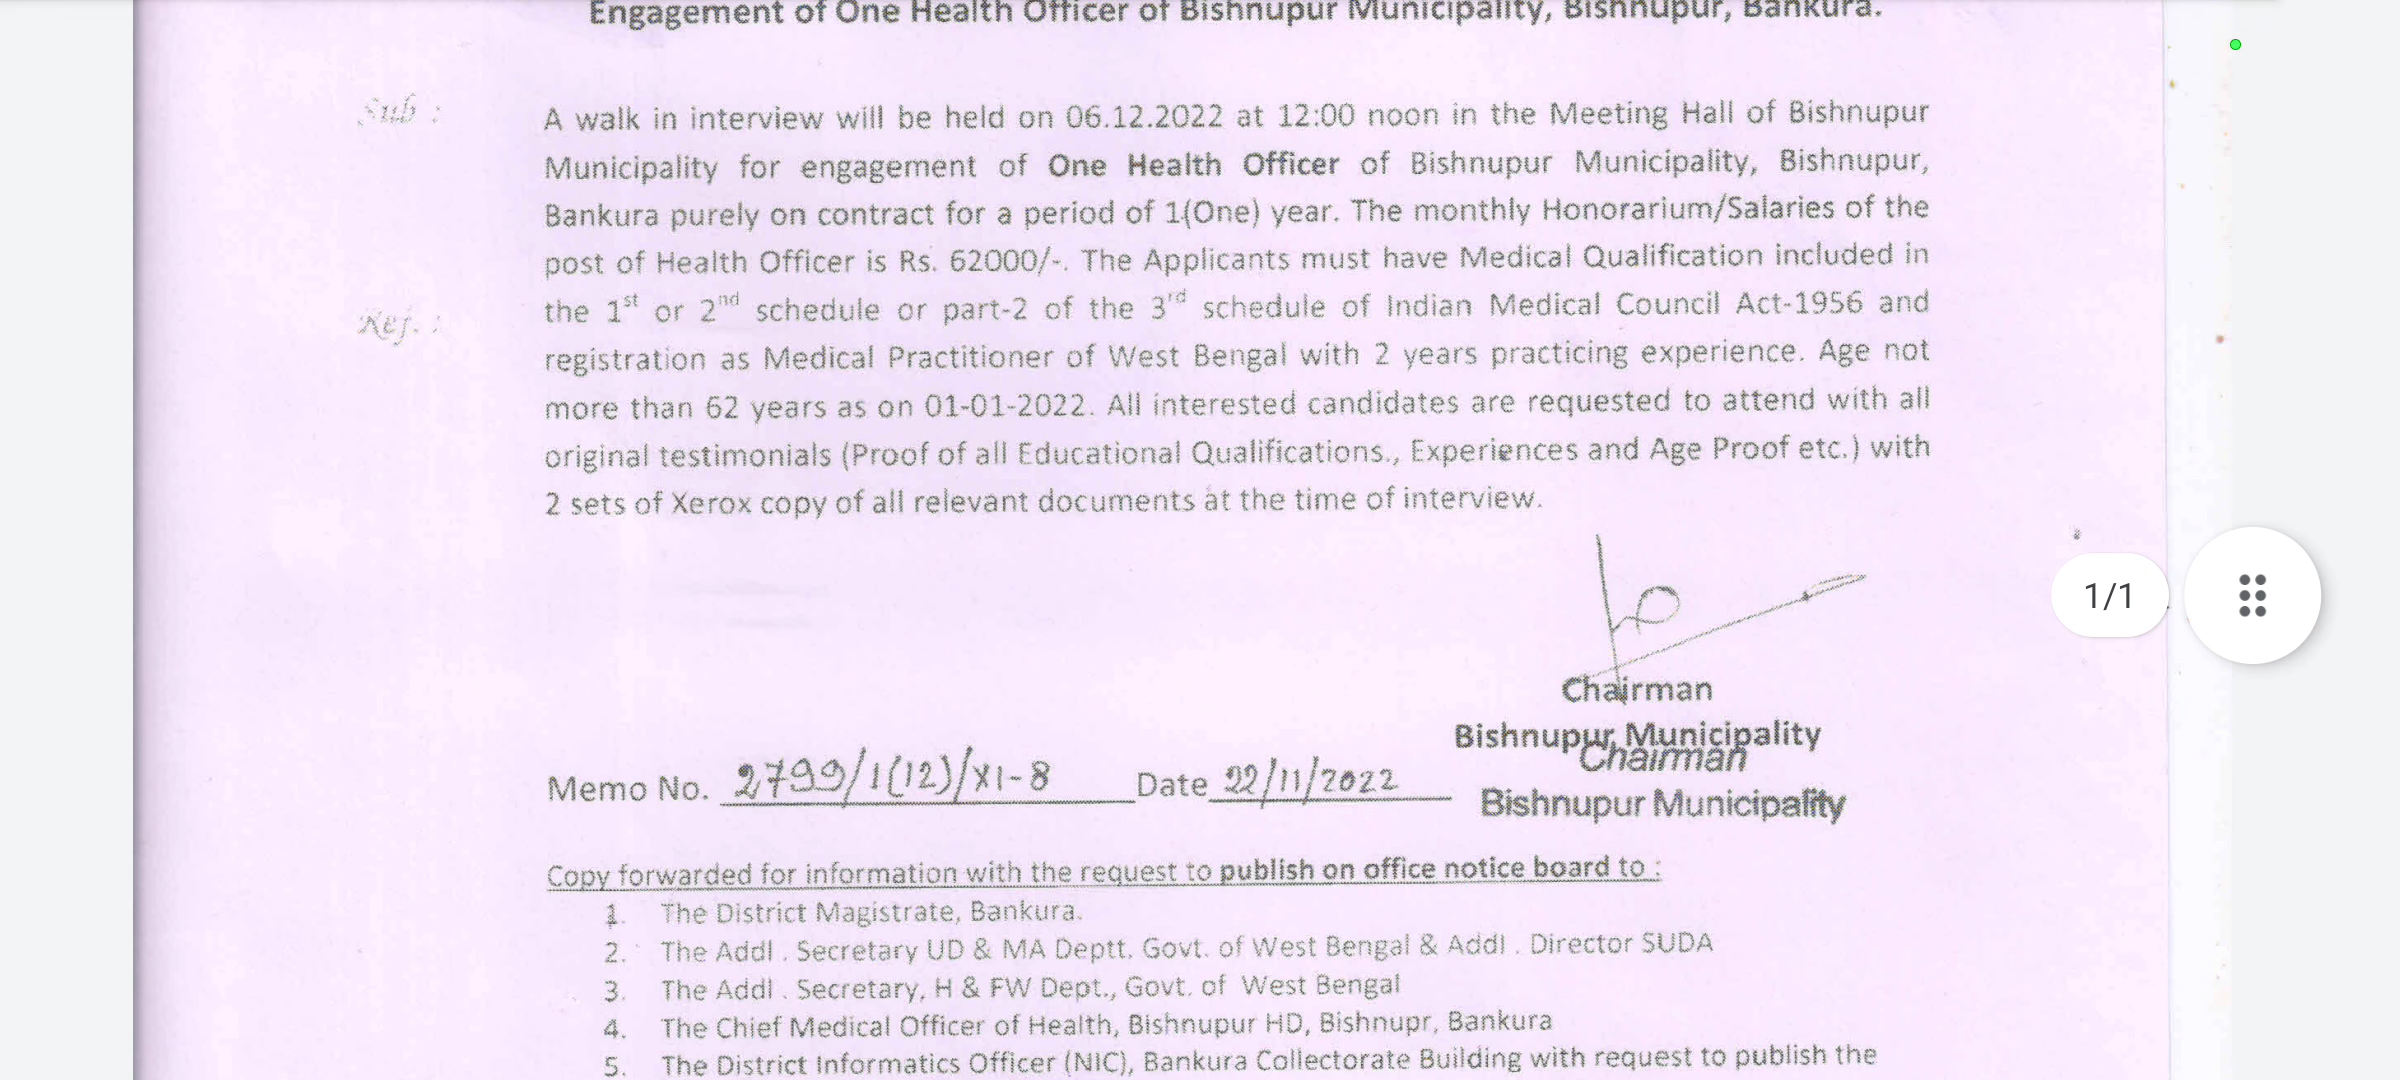 Engagement of One Health Officer of Bishnupur Municipality, Bishnupur, Bankura.
Sub :
A walk in interview will be held on 06.12.2022 at 12:00 noon in the Meeting Hall of Bishnupur
Municipality for engagement of One Health Officer of Bishnupur Municipality, Bishnupur,
Bankura purely on contract for a period of 1(One) year. The monthly Honorarium/Salaries of the
post of Health Officer is Rs. 62000/-. The Applicants must have Medical Qualification included in
Ref. :
the 1st or 2nd schedule or part-2 of the 3rd schedule of Indian Medical Council Act-1956 and
registration as Medical Practitioner of West Bengal with 2 years practicing experience. Age not
more than 62 years as on 01-01-2022. All interested candidates are requested to attend with all
original testimonials (Proof of all Educational Qualifications., Experiences and Age Proof etc.) with
2 sets of Xerox copy of all relevant documents at the time of interview.
1/1
Chairman
Bishnupur Municipality
Chairman
Bishnupur Municipality
Memo No. 2799/1(12)/XI-8 Date 22/11/2022
Copy forwarded for information with the request to publish on office notice board to :
1. The District Magistrate, Bankura.
2. The Addl . Secretary UD & MA Deptt. Govt. of West Bengal & Addl . Director SUDA
3. The Addl . Secretary, H & FW Dept., Govt. of West Bengal
4. The Chief Medical Officer of Health, Bishnupur HD, Bishnupr, Bankura
5. The District Informatics Officer (NIC), Bankura Collectorate Building with request to publish the